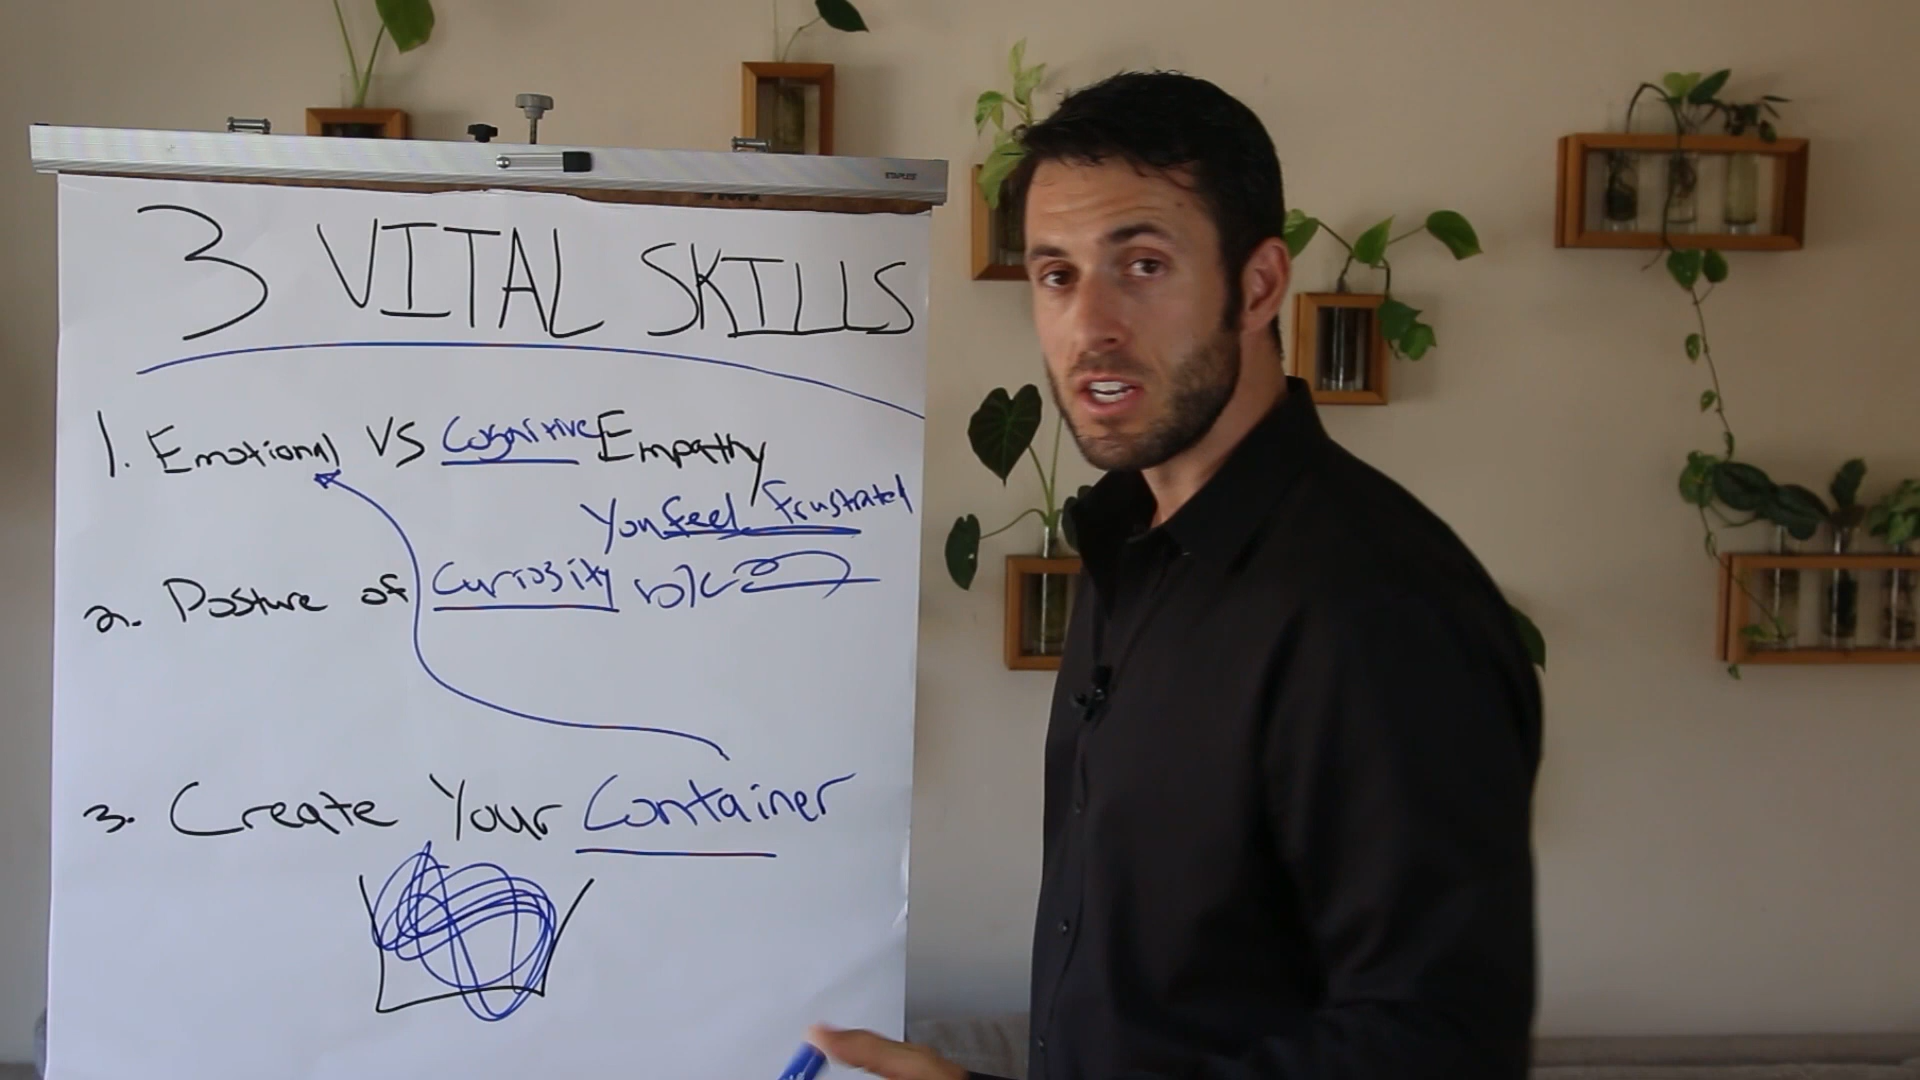 STAPLES
3 VITAL SKILLS
1. Emotional VS Cognitive Empathy
You feel frustrated
2. Posture of Curiosity b/c
3. Create Your Container